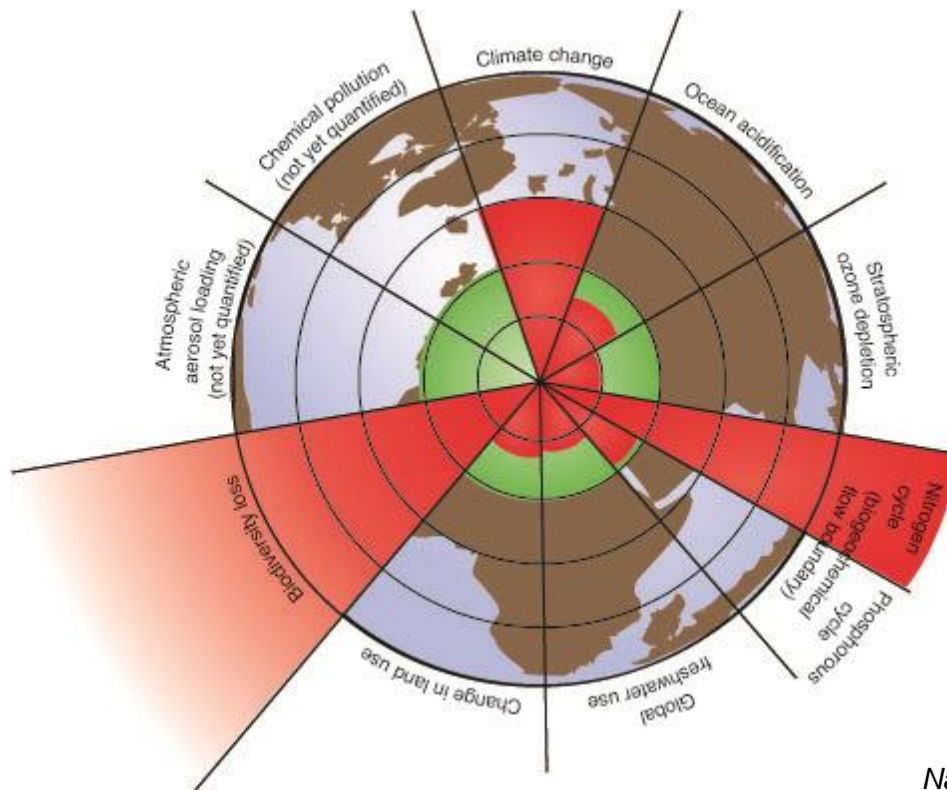 Climate change
Ocean acidification
Stratospheric
ozone depletion
Nitrogen
cycle
(biogeochemical
flow boundary)
Phosphorous
cycle
Global
freshwater use
Change in land use
Biodiversity loss
Atmospheric
aerosol loading
(not yet quantified)
Chemical pollution
(not yet quantified)
Na